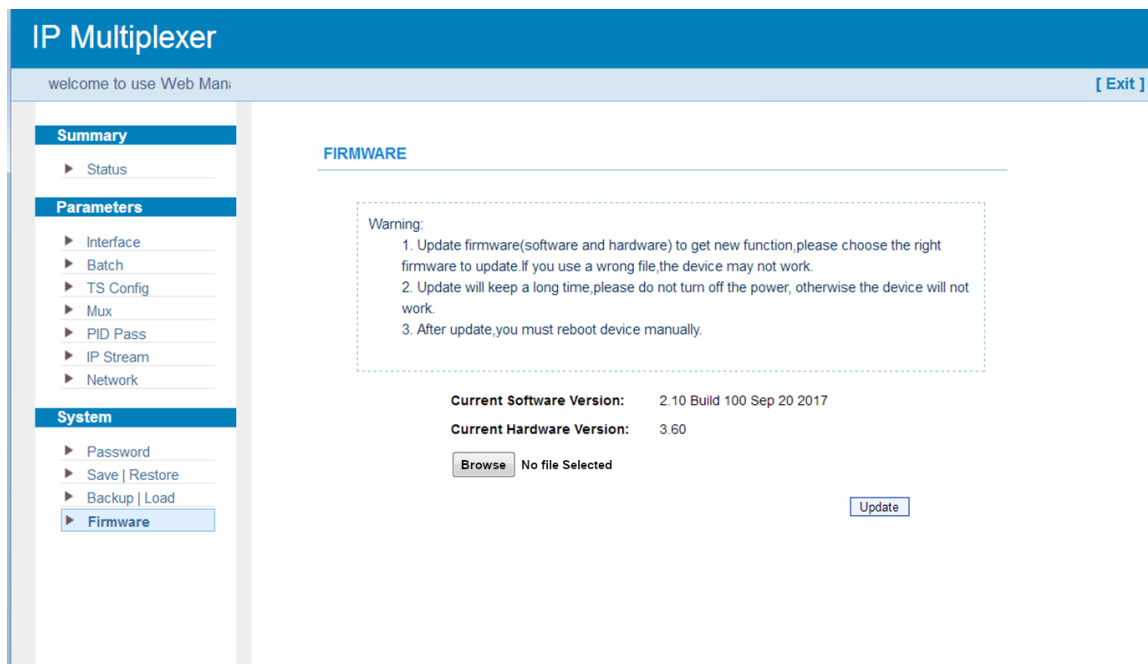 IP Multiplexer
welcome to use Web Man
[ Exit ]
Summary
Status
Parameters
Interface
Batch
TS Config
Mux
PID Pass
IP Stream
Network
System
Password
Save | Restore
Backup | Load
Firmware
FIRMWARE
Warning:
1. Update firmware(software and hardware) to get new function,please choose the right
firmware to update.If you use a wrong file,the device may not work.
2. Update will keep a long time,please do not turn off the power, otherwise the device will not
work.
3. After update,you must reboot device manually.
Current Software Version: 2.10 Build 100 Sep 20 2017
Current Hardware Version: 3.60
Browse No file Selected
Update